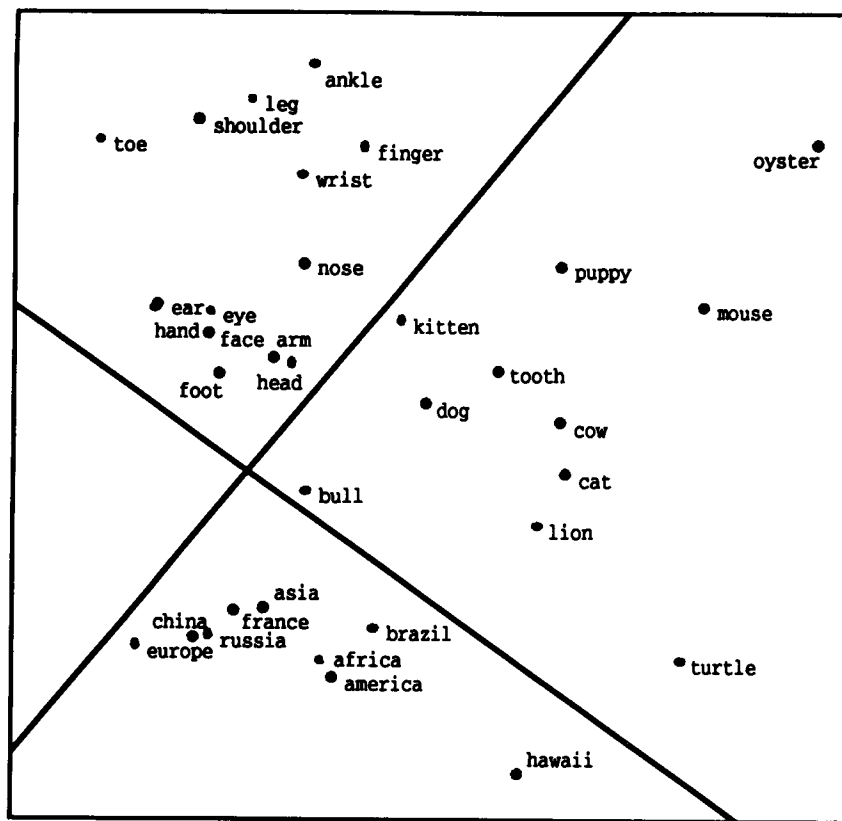 ankle
leg
shoulder
toe
finger
oyster
wrist
nose
puppy
ear
eye
mouse
kitten
hand
face
arm
foot
head
tooth
dog
cow
cat
bull
lion
asia
china
france
russia
brazil
europe
africa
turtle
america
hawaii